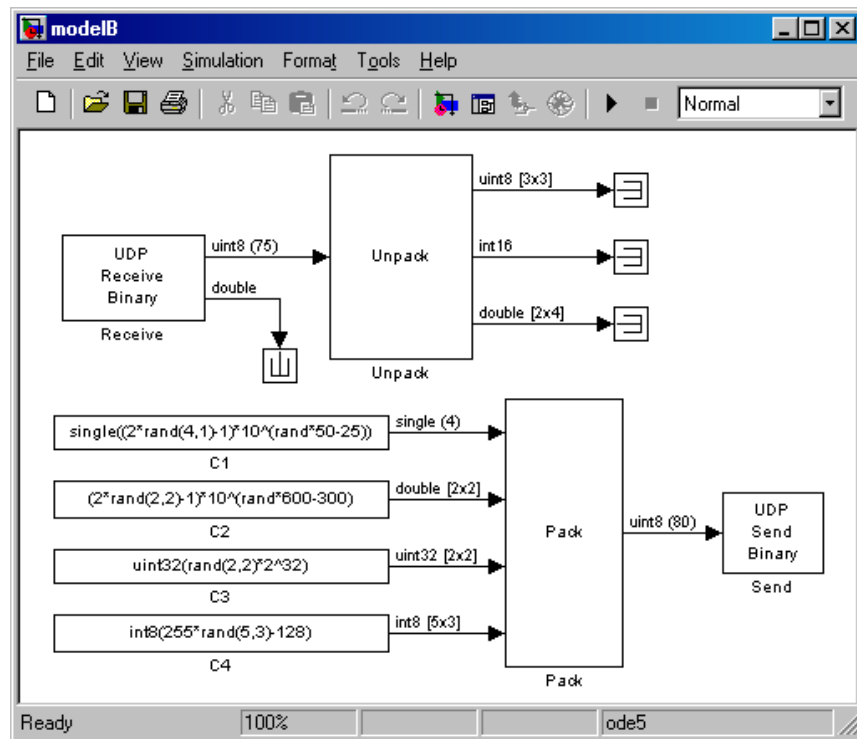 modelB
File Edit View Simulation Format Tools Help
Normal
uint8 [3x3]
uint8 (75)
int16
UDP
Receive
Binary
Unpack
double
double [2x4]
Receive
Unpack
single((2*rand(4,1)-1)*10^(rand*50-25))
single (4)
C1
(2*rand(2,2)-1)*10^(rand*600-300)
double [2x2]
C2
Pack
uint8 (80)
UDP
Send
Binary
uint32(rand(2,2)*2^32)
uint32 [2x2]
C3
Send
int8(255*rand(5,3)-128)
int8 [5x3]
C4
Pack
Ready 100% ode5